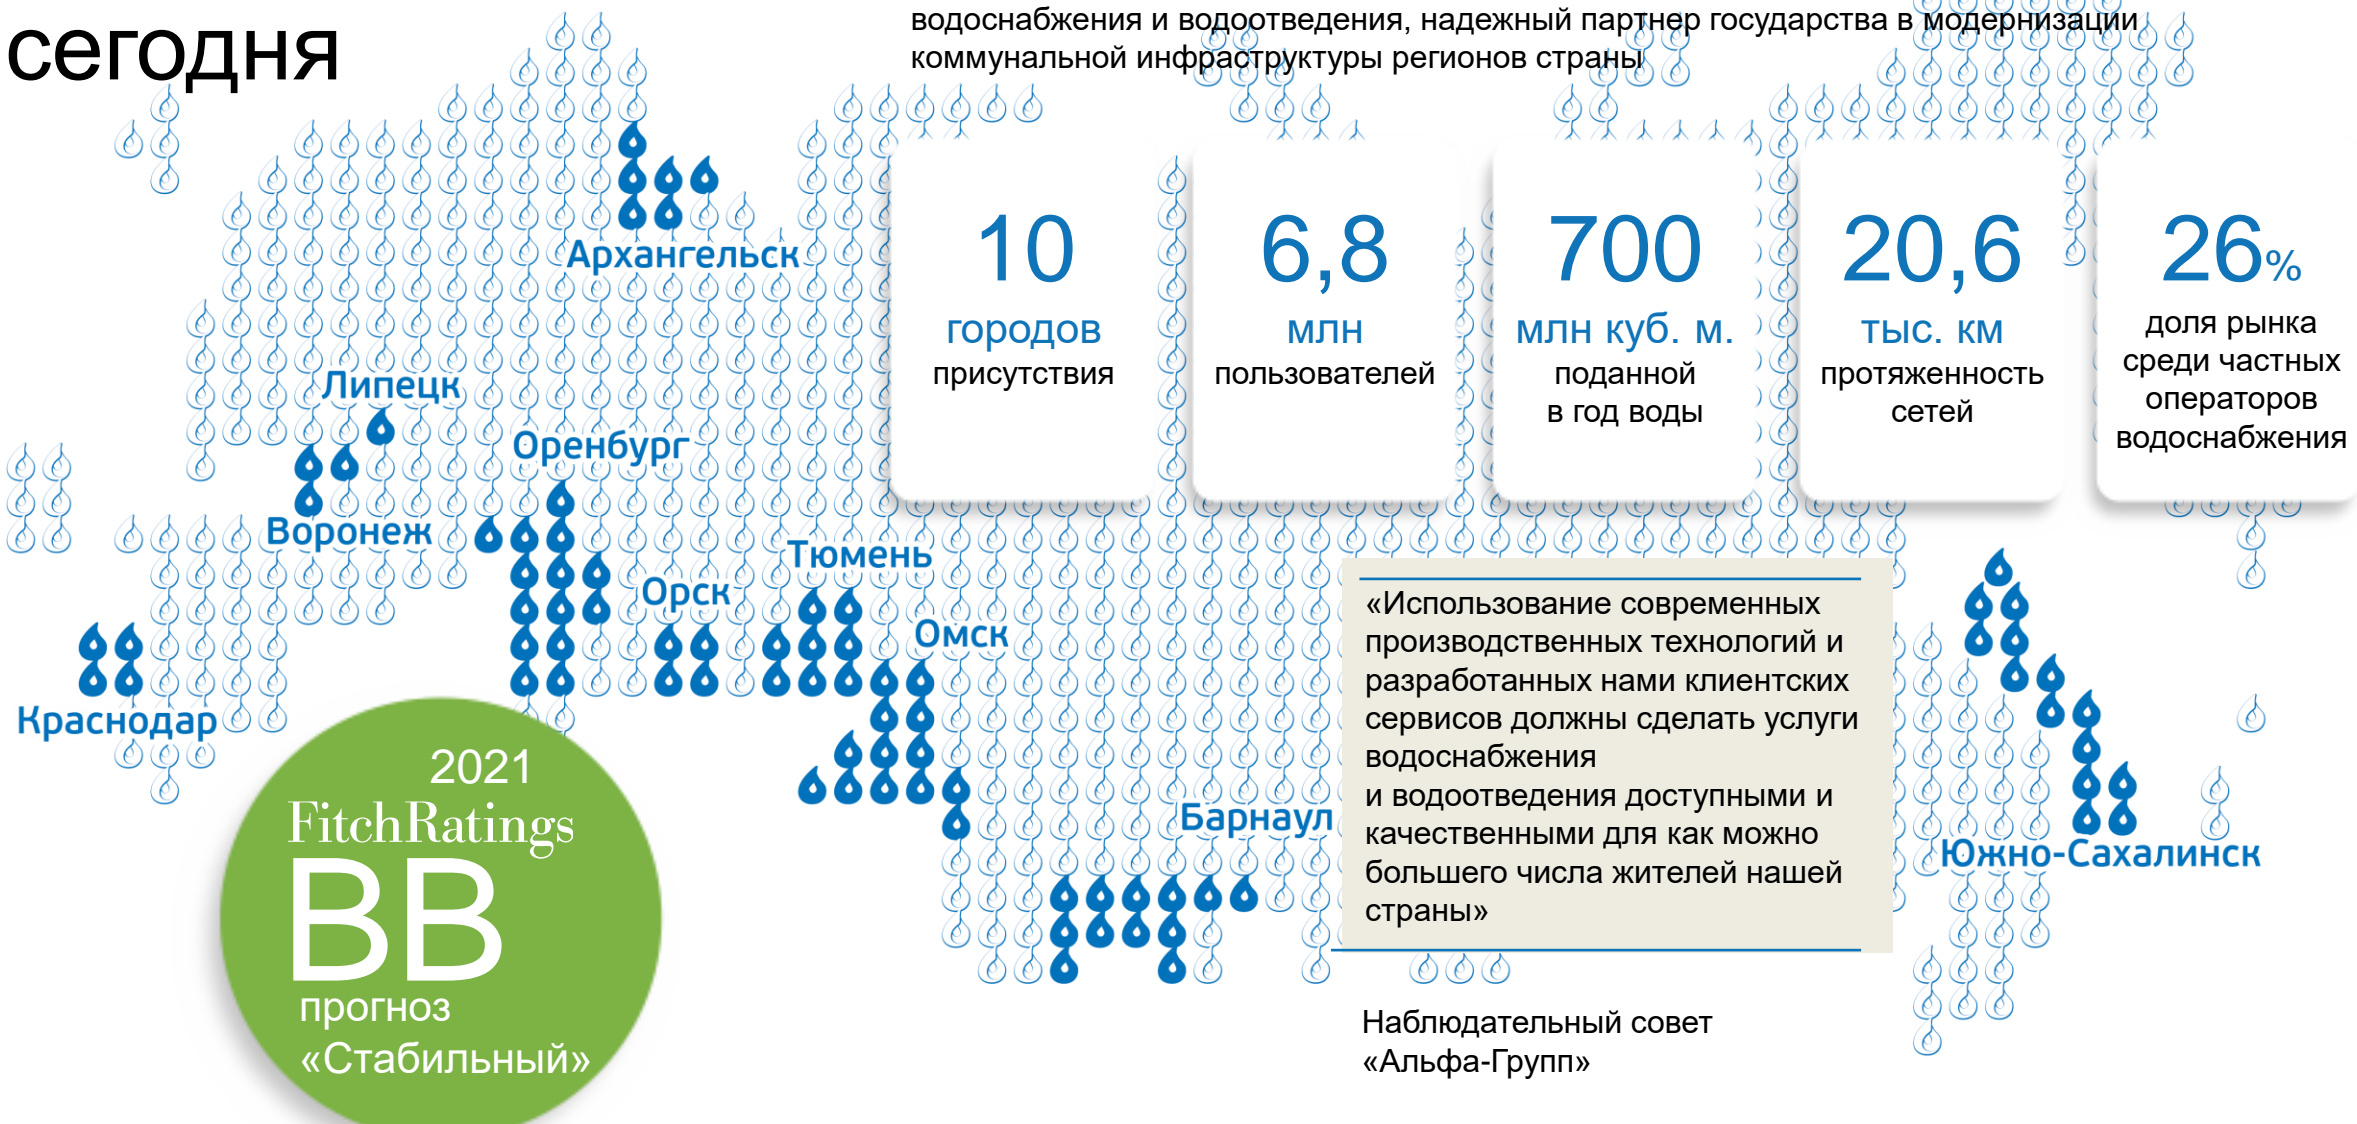 сегодня
водоснабжения и водоотведения, надежный партнер государства в модернизации
коммунальной инфраструктуры регионов страны
10
городов
присутствия
6,8
млн
пользователей
700
млн куб. м.
поданной
в год воды
20,6
тыс. км
протяженность
сетей
26%
доля рынка
среди частных
операторов
водоснабжения
Архангельск
Липецк
Оренбург
Воронеж
Тюмень
Орск
Омск
Краснодар
Барнаул
Южно-Сахалинск
«Использование современных
производственных технологий и
разработанных нами клиентских
сервисов должны сделать услуги
водоснабжения
и водоотведения доступными и
качественными для как можно
большего числа жителей нашей
страны»
Наблюдательный совет
«Альфа-Групп»
2021
FitchRatings
BB
прогноз
«Стабильный»